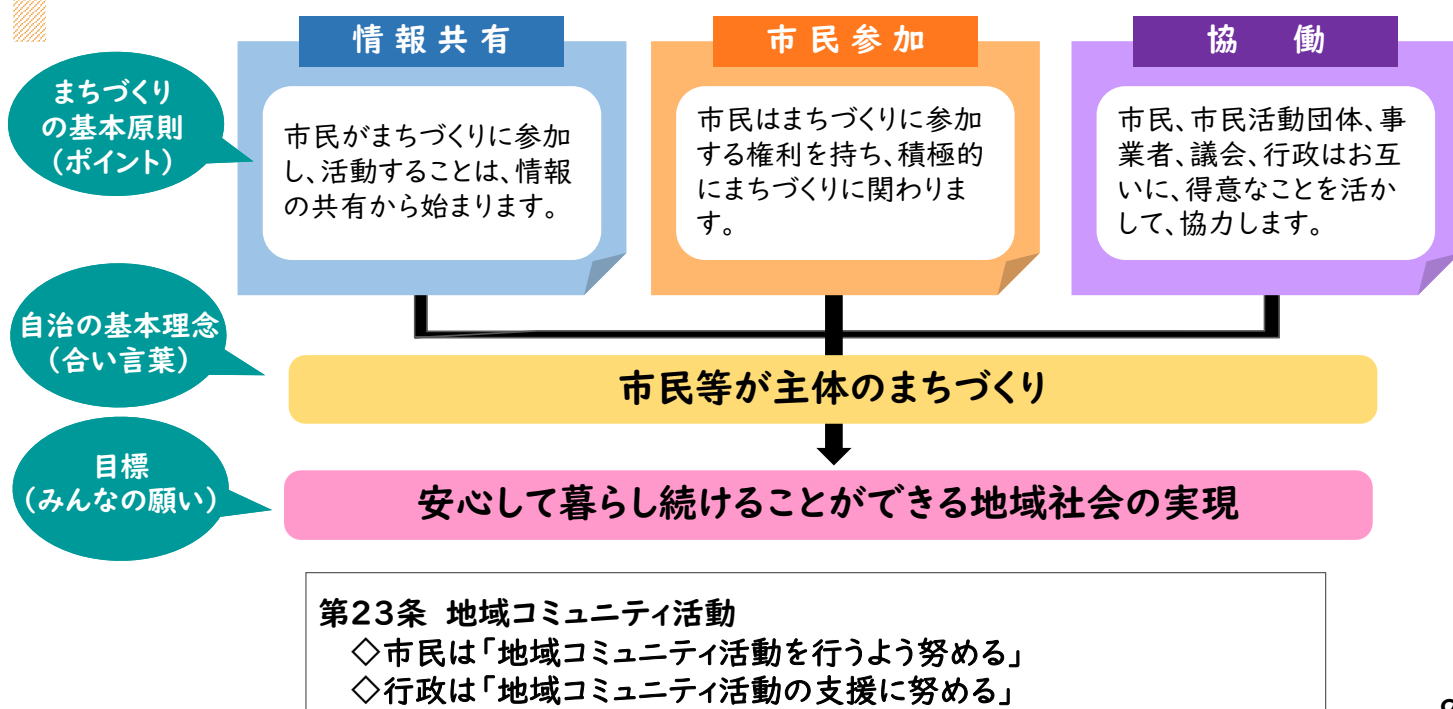 情報共有
市民参加
協 働
まちづくり
の基本原則
(ポイント)
市民がまちづくりに参加
し、活動することは、情報
の共有から始まります。
市民はまちづくりに参加
する権利を持ち、積極的
にまちづくりに関わりま
す。
市民、市民活動団体、事
業者、議会、行政はお互
いに、得意なことを活か
して、協力します。
自治の基本理念
(合い言葉)
市民等が主体のまちづくり
目標
(みんなの願い)
安心して暮らし続けることができる地域社会の実現
第23条 地域コミュニティ活動
◇市民は「地域コミュニティ活動を行うよう努める」
◇行政は「地域コミュニティ活動の支援に努める」